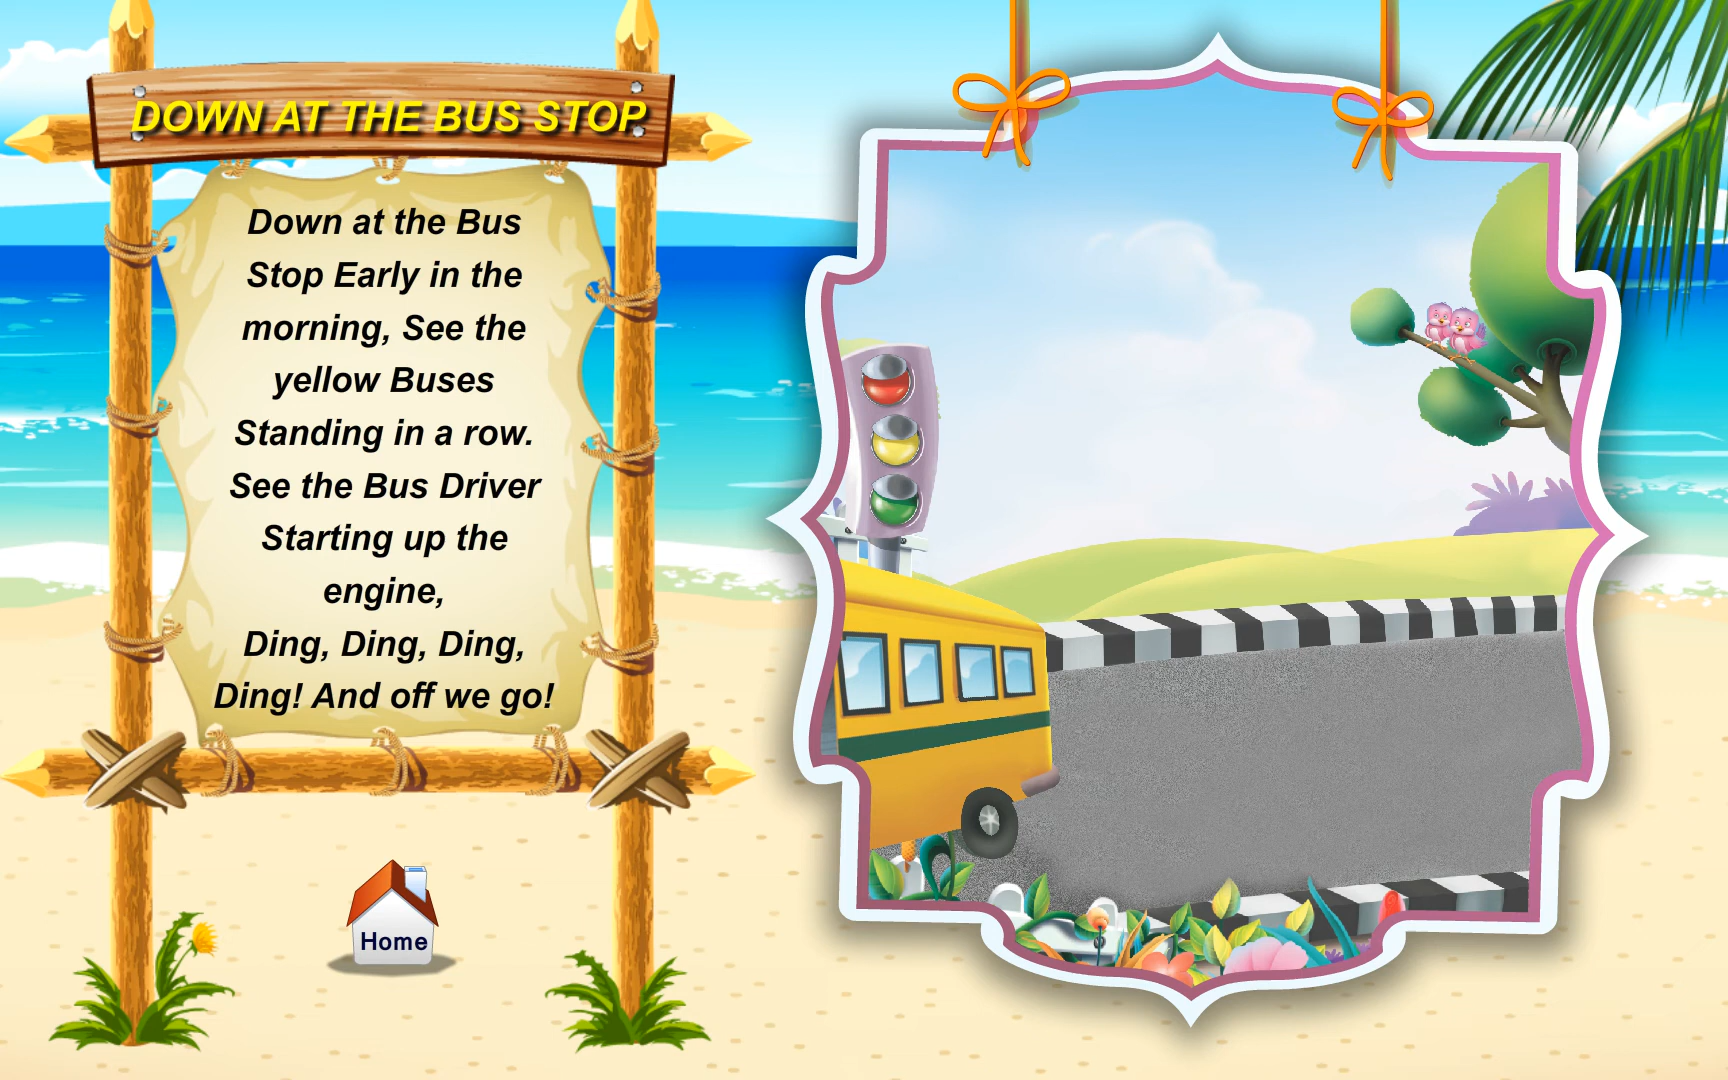 DOWN AT THE BUS STOP
Down at the Bus
Stop Early in the
morning, See the
yellow Buses
Standing in a row.
See the Bus Driver
Starting up the
engine,
Ding, Ding, Ding,
Ding! And off we go!
Home